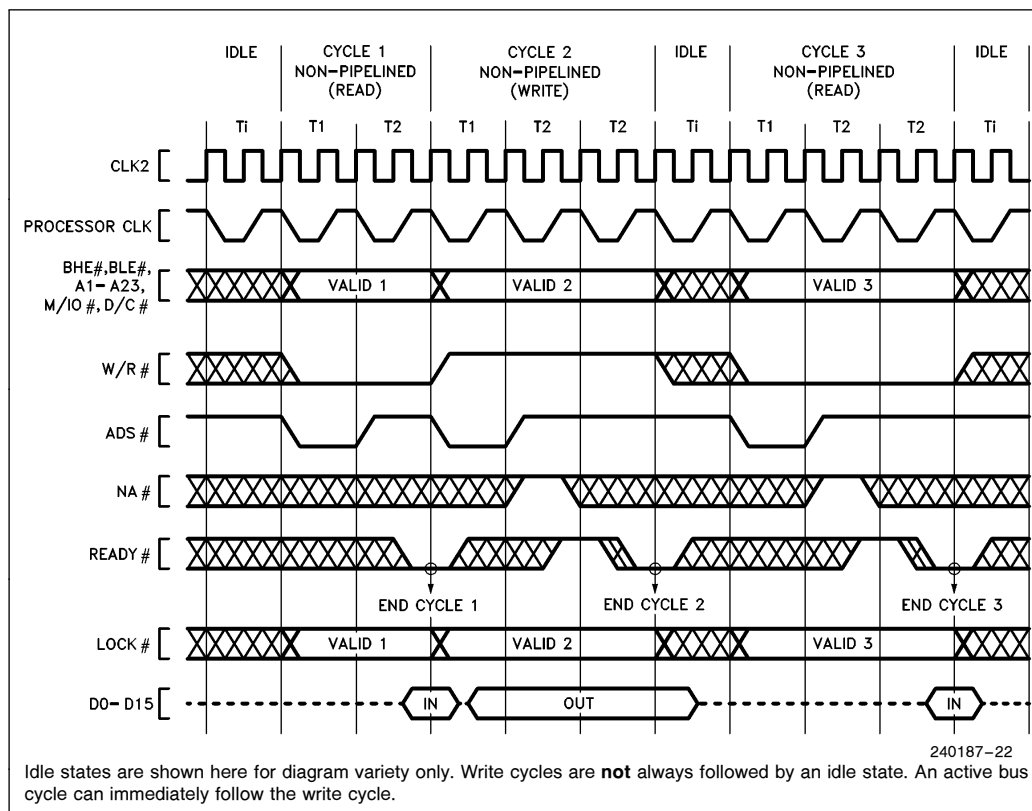 IDLE CYCLE 1 CYCLE 2 IDLE CYCLE 3 IDLE
NON-PIPELINED NON-PIPELINED NON-PIPELINED
(READ) (WRITE) (READ)
Ti T1 T2 T1 T2 T2 Ti T1 T2 T2 Ti
CLK2
PROCESSOR CLK
BHE#,BLE#,
A1-A23,
M/IO #,D/C #
VALID 1 VALID 2 VALID 3
W/R #
ADS #
NA #
READY #
END CYCLE 1 END CYCLE 2 END CYCLE 3
LOCK # VALID 1 VALID 2 VALID 3
D0-D15 IN OUT IN
240187-22
Idle states are shown here for diagram variety only. Write cycles are not always followed by an idle state. An active bus
cycle can immediately follow the write cycle.